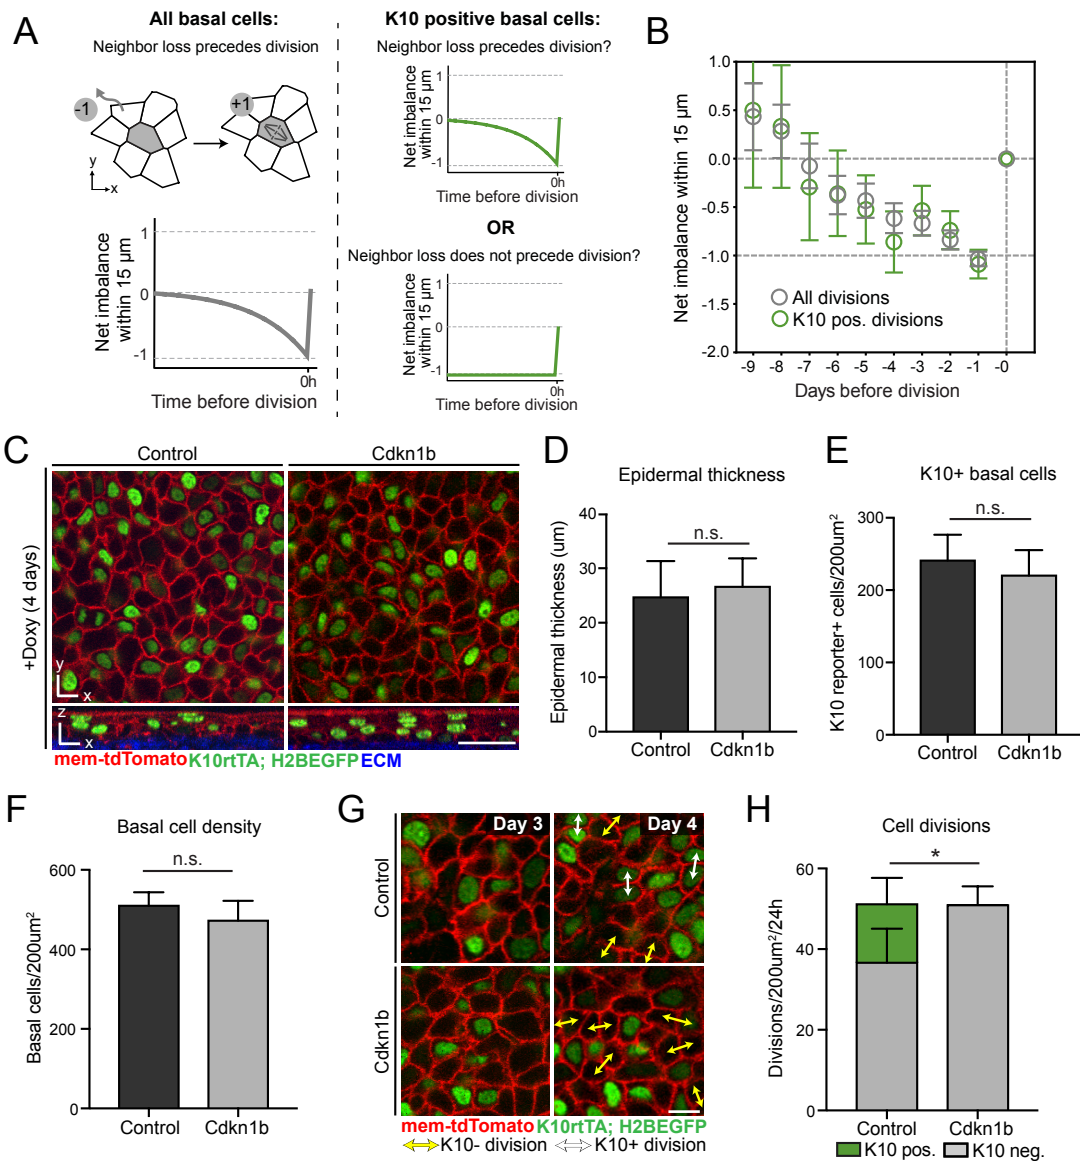 A
All basal cells:
Neighbor loss precedes division
-1
+1
y
x
Net imbalance
within 15 µm
1
0
-1
0h
Time before division
K10 positive basal cells:
Neighbor loss precedes division?
Net imbalance
within 15 µm
1
0
-1
0h
Time before division
OR
Neighbor loss does not precede division?
Net imbalance
within 15 µm
1
0
-1
0h
Time before division
B
Net imbalance within 15 µm
1.0
0.5
0.0
-0.5
-1.0
-1.5
-2.0
All divisions
K10 pos. divisions
-9 -8 -7 -6 -5 -4 -3 -2 -1 -0
Days before division
C
Control
Cdkn1b
+Doxy (4 days)
y
x
z
x
mem-tdTomato K10rtTA; H2BEGFP ECM
D
Epidermal thickness
Epidermal thickness (um)
40
30
20
10
0
n.s.
Control
Cdkn1b
E
K10+ basal cells
K10 reporter+ cells/200um²
300
200
100
0
n.s.
Control
Cdkn1b
F
Basal cell density
Basal cells/200um²
600
400
200
0
n.s.
Control
Cdkn1b
G
Day 3
Day 4
Control
Cdkn1b
mem-tdTomato K10rtTA; H2BEGFP
K10- division
K10+ division
H
Cell divisions
Divisions/200um²/24h
60
40
20
0
*
Control
Cdkn1b
K10 pos.
K10 neg.